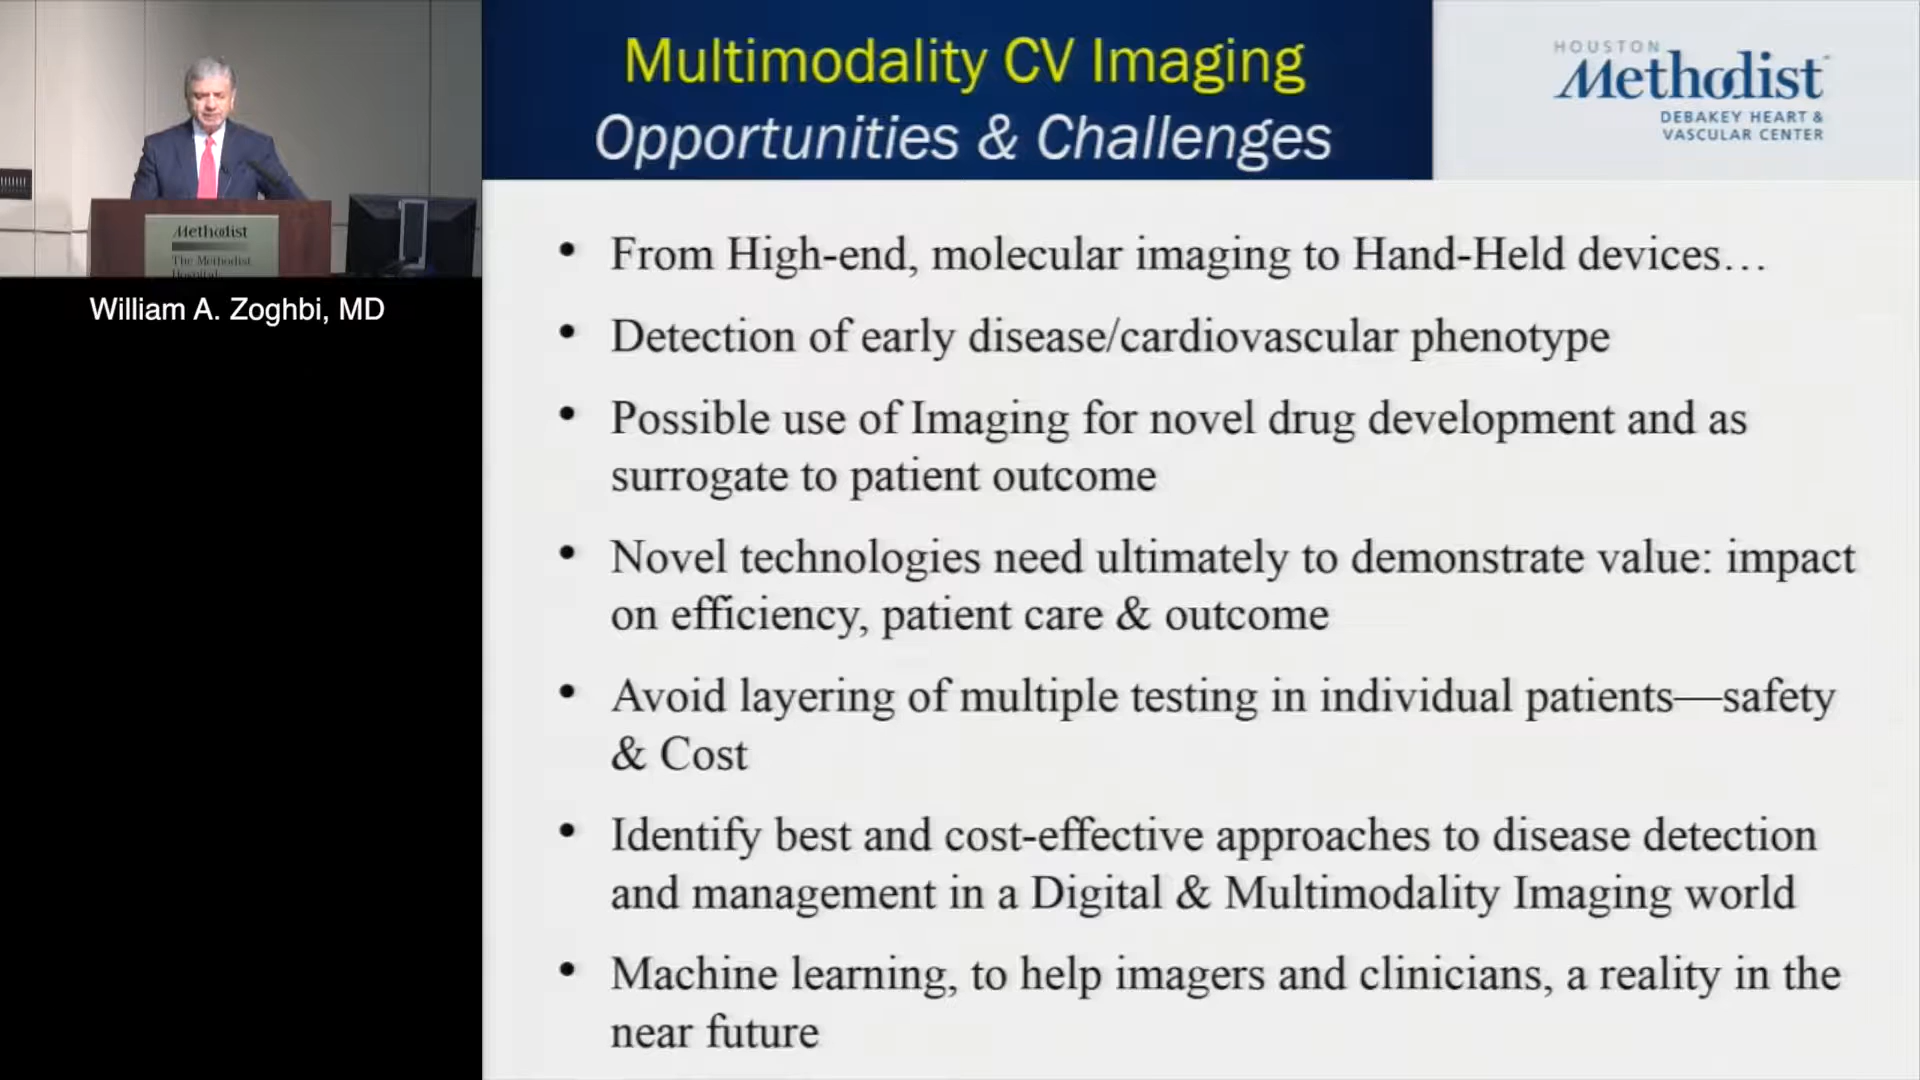 Multimodality CV Imaging
Opportunities & Challenges
HOUSTON
Methodist
DEBAKEY HEART &
VASCULAR CENTER
Methodist
The Methodist
Hospital
William A. Zoghbi, MD
• From High-end, molecular imaging to Hand-Held devices…
• Detection of early disease/cardiovascular phenotype
• Possible use of Imaging for novel drug development and as
surrogate to patient outcome
• Novel technologies need ultimately to demonstrate value: impact
on efficiency, patient care & outcome
• Avoid layering of multiple testing in individual patients—safety
& Cost
• Identify best and cost-effective approaches to disease detection
and management in a Digital & Multimodality Imaging world
• Machine learning, to help imagers and clinicians, a reality in the
near future